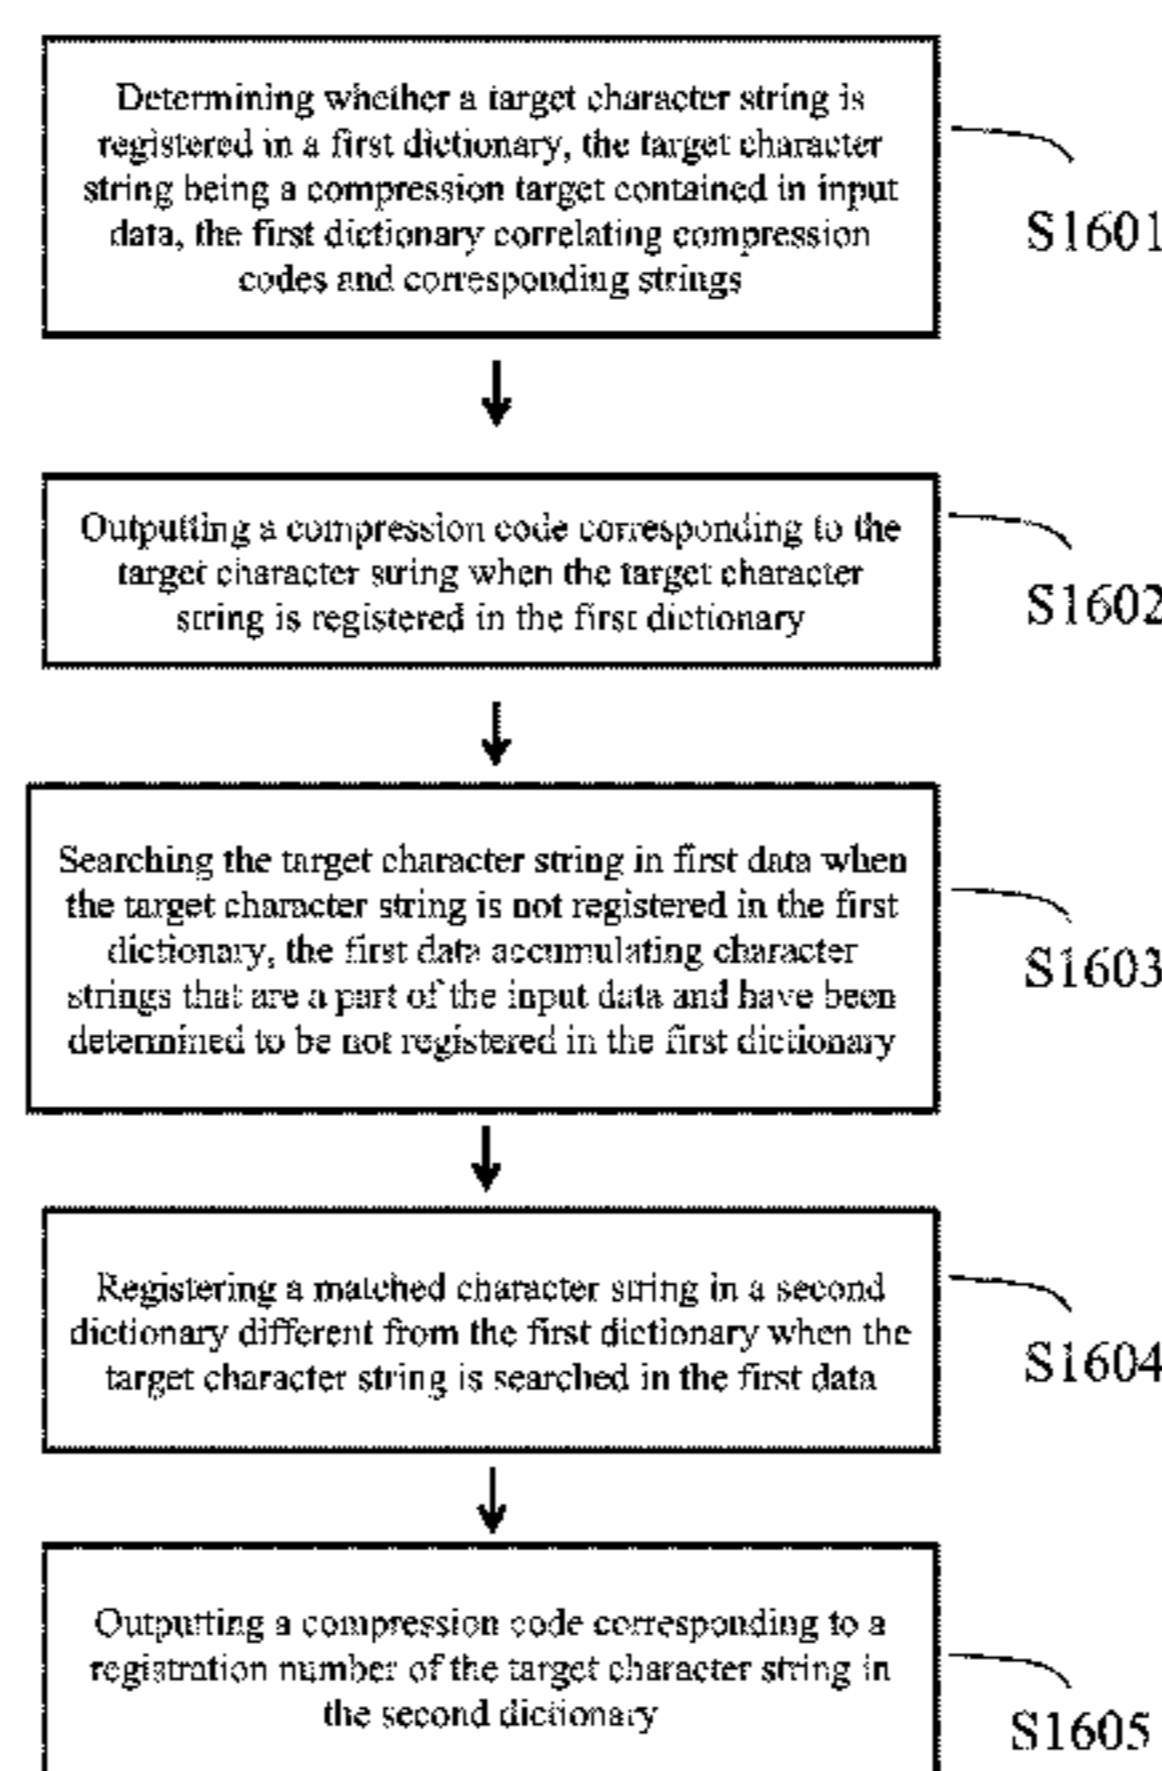 Determining whether a target character string is
registered in a first dictionary, the target character
string being a compression target contained in input
data, the first dictionary correlating compression
codes and corresponding strings
S1601
Outputting a compression code corresponding to the
target character string when the target character
string is registered in the first dictionary
S1602
Searching the target character string in first data when
the target character string is not registered in the first
dictionary, the first data accumulating character
strings that are a part of the input data and have been
determined to be not registered in the first dictionary
S1603
Registering a matched character string in a second
dictionary different from the first dictionary when the
target character string is searched in the first data
S1604
Outputting a compression code corresponding to a
registration number of the target character string in
the second dictionary
S1605